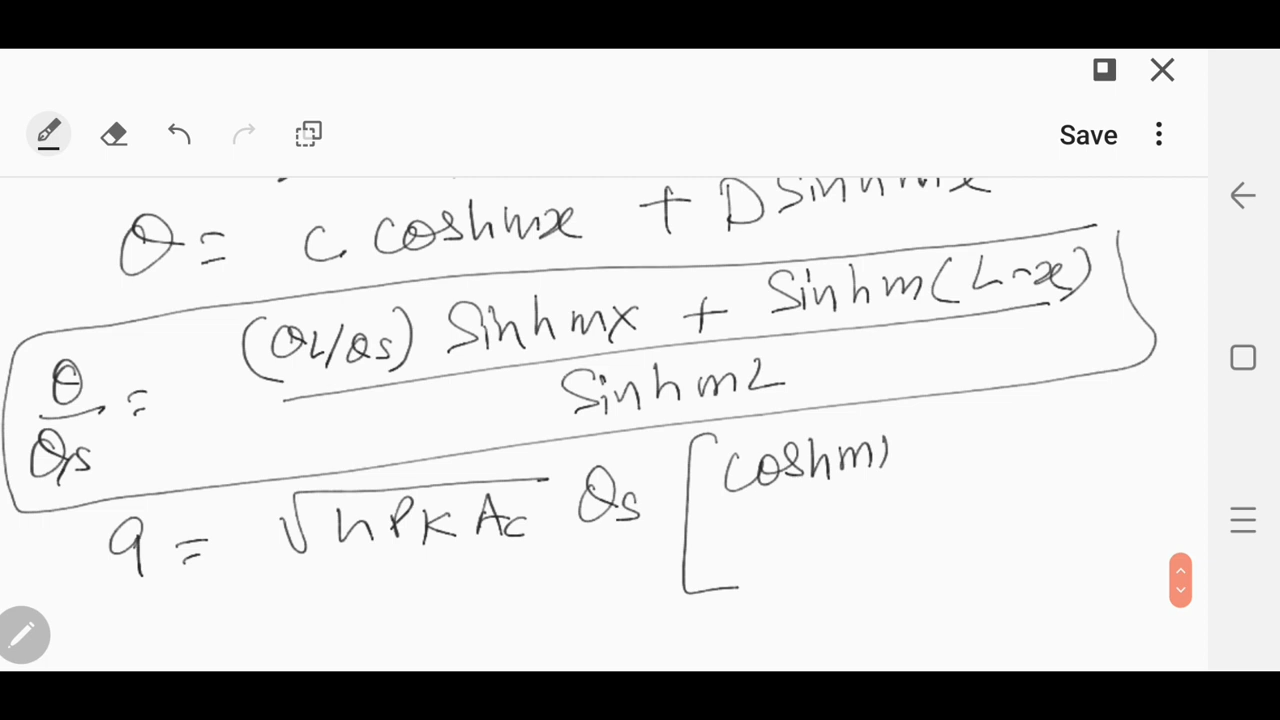 Save
θ = C coshmx + D sinhmx
θ/θs = (θL/θs) Sinhmx + Sinhm(L-x) / SinhmL
q = √hPKAc θs [coshm